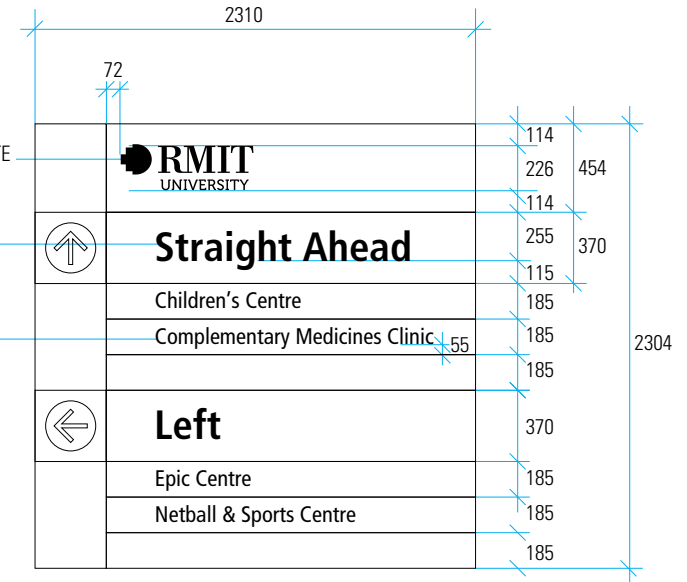 2310
72
114
TE
RMIT
226
454
UNIVERSITY
114
Straight Ahead
255
370
115
Children's Centre
185
Complementary Medicines Clinic
55
185
2304
185
Left
370
Epic Centre
185
Netball & Sports Centre
185
185